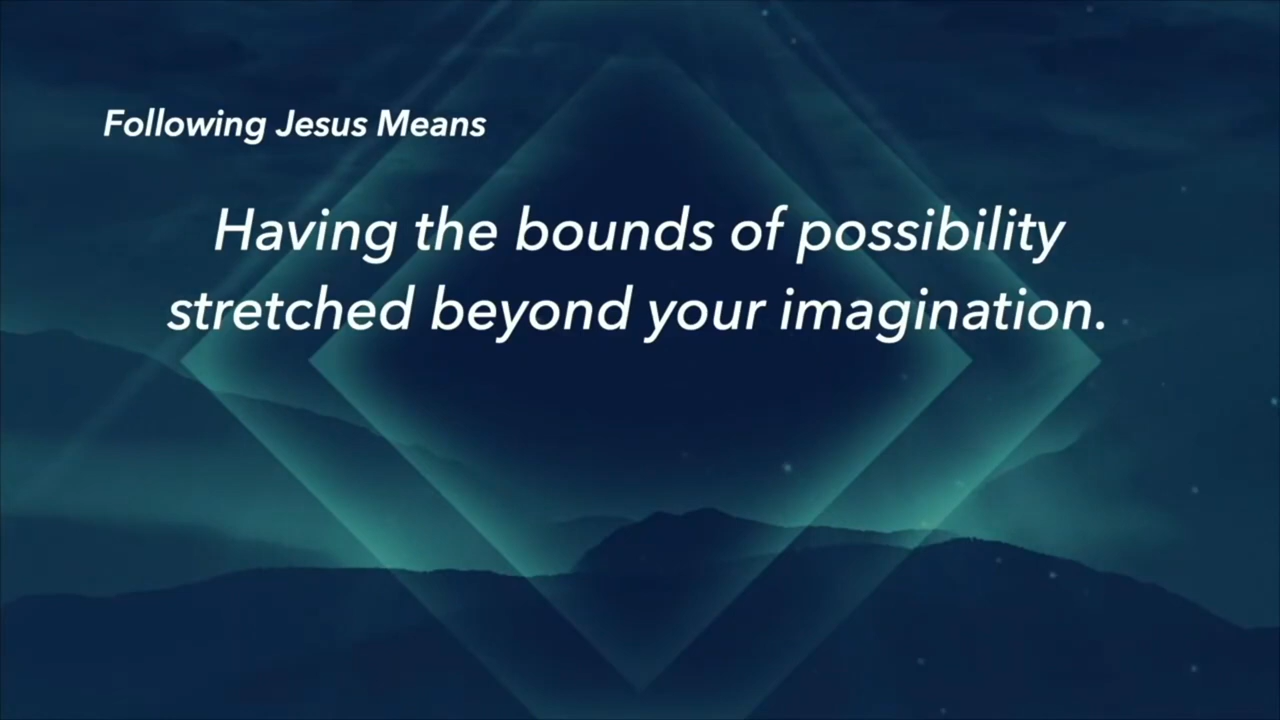 Following Jesus Means
Having the bounds of possibility
stretched beyond your imagination.